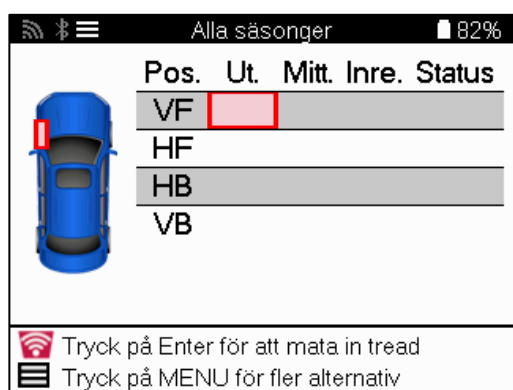 Alla säsonger 82%
Pos. Ut. Mitt. Inre. Status
VF
HF
HB
VB
Tryck på Enter för att mata in tread
Tryck på MENU för fler alternativ